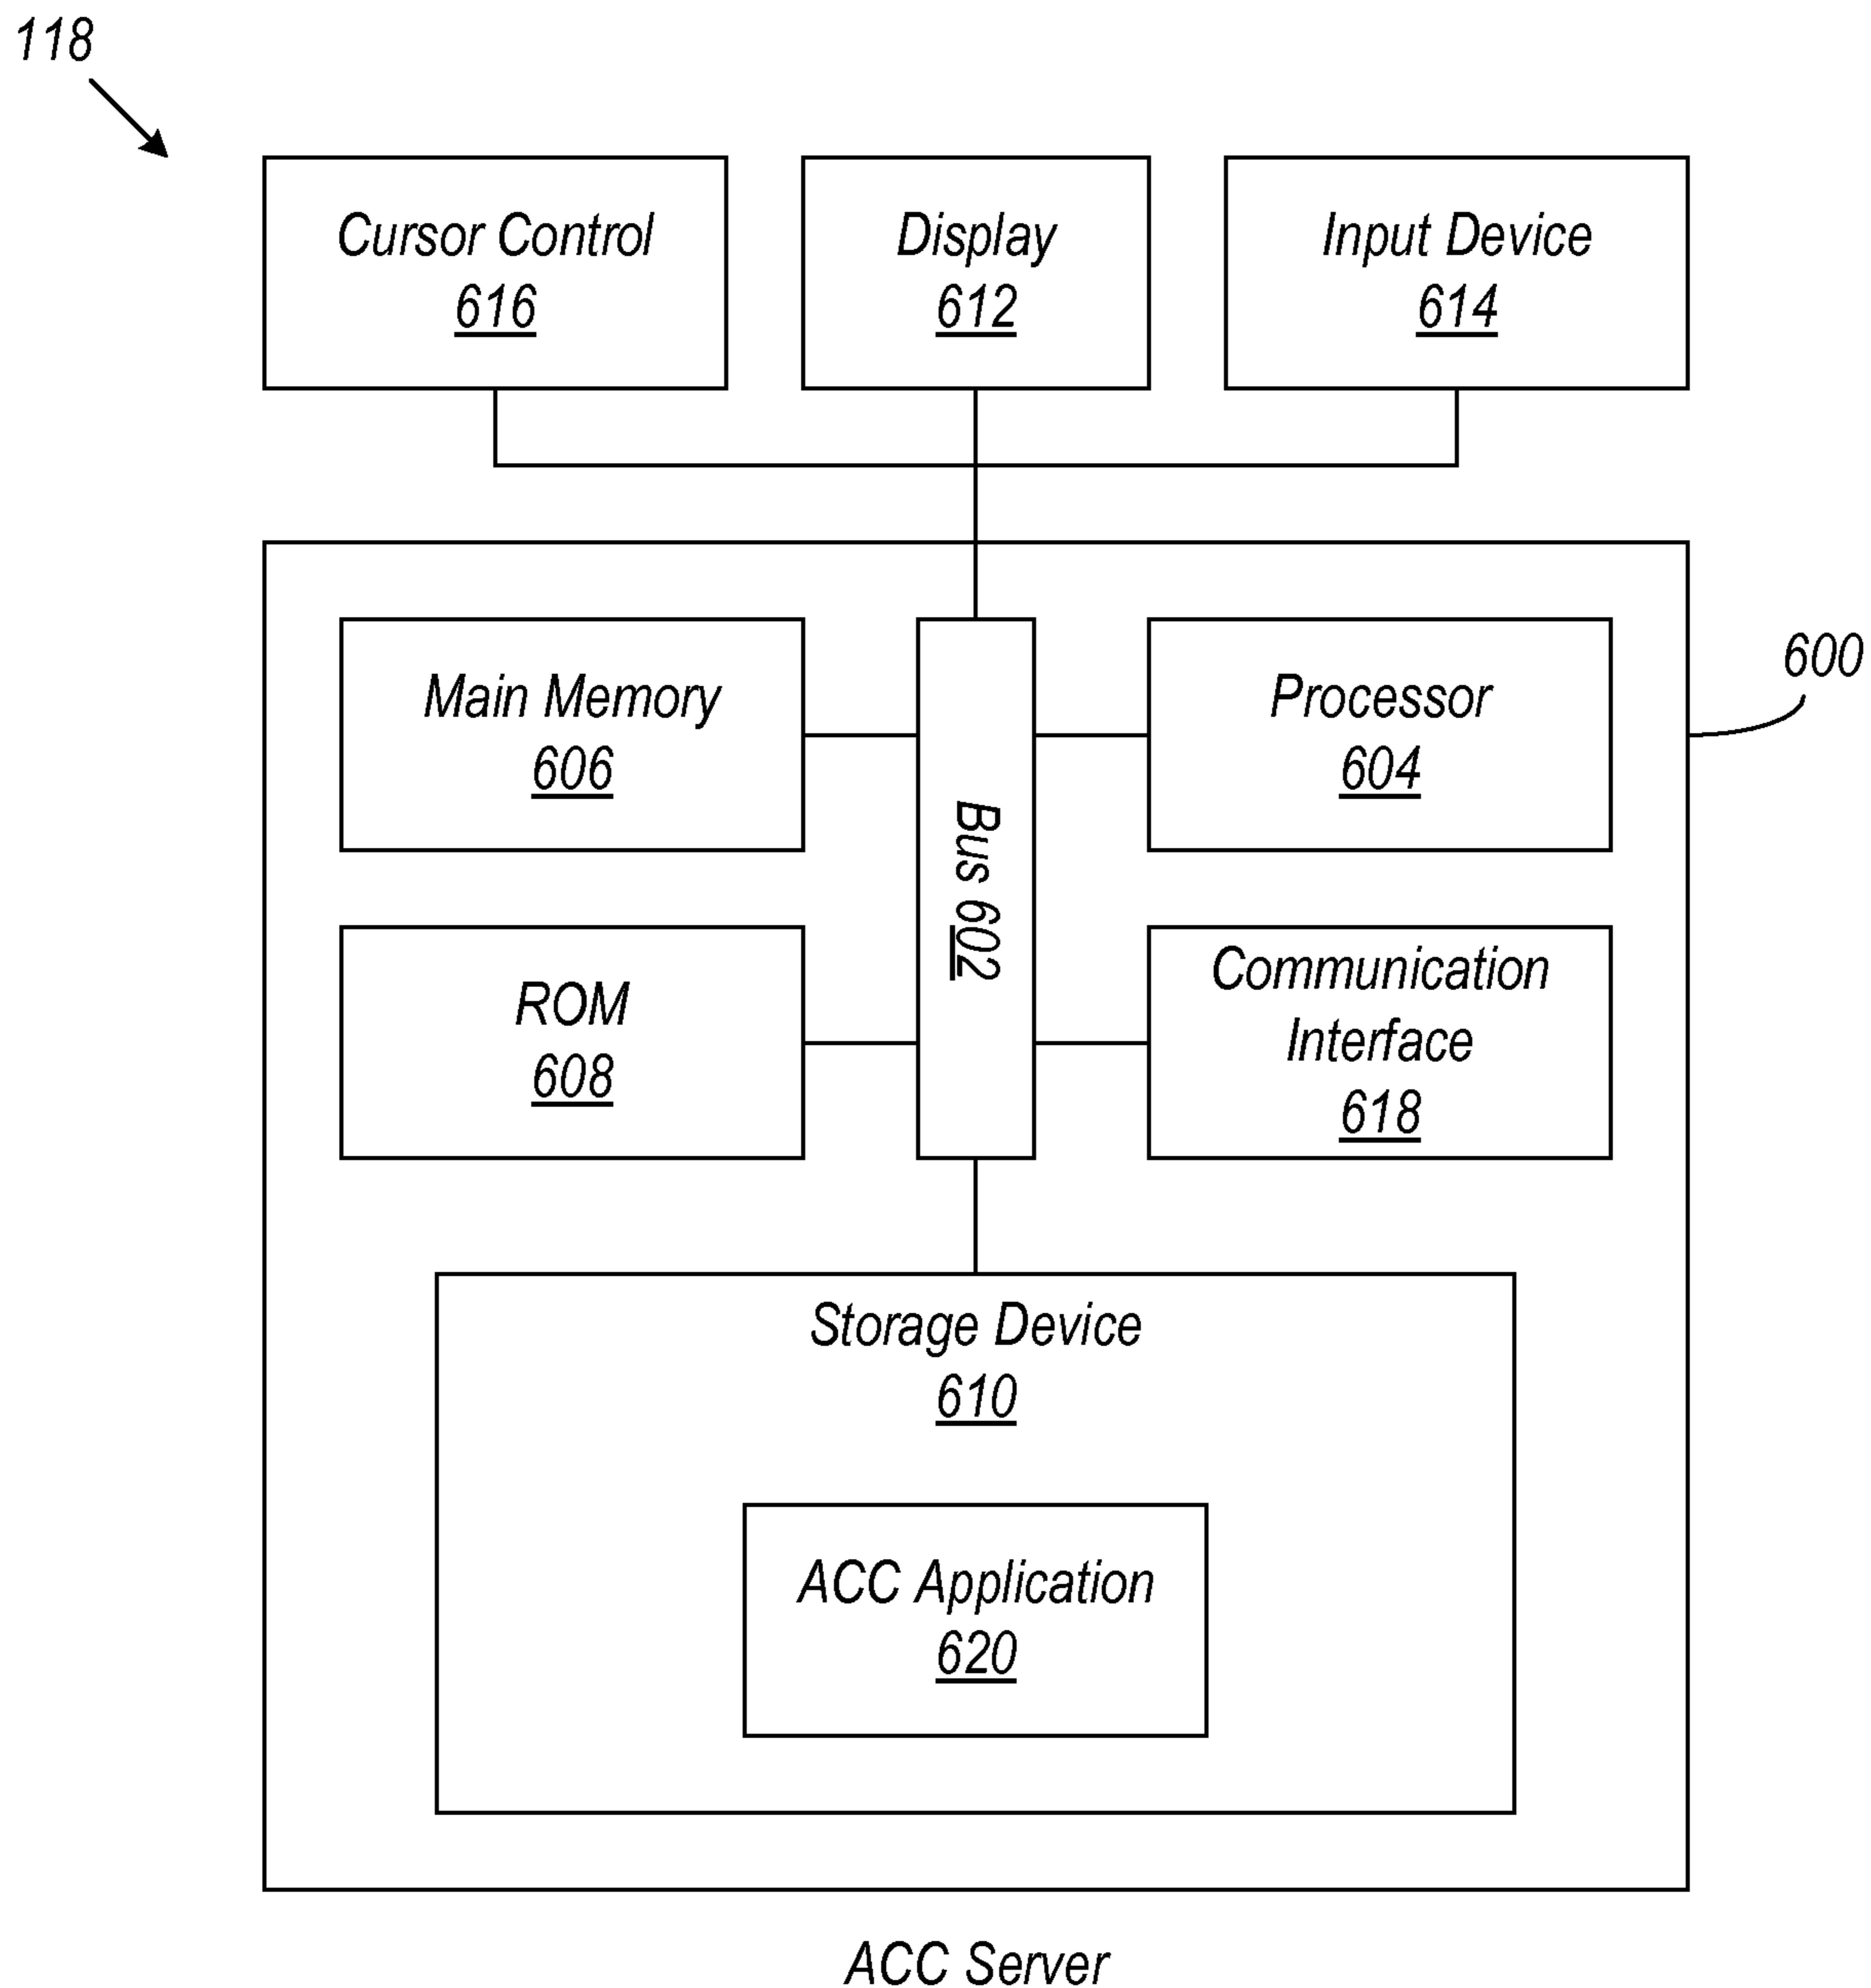 118
Cursor Control
616
Display
612
Input Device
614
Main Memory
606
Processor
604
600
Bus 602
ROM
608
Communication
Interface
618
Storage Device
610
ACC Application
620
ACC Server